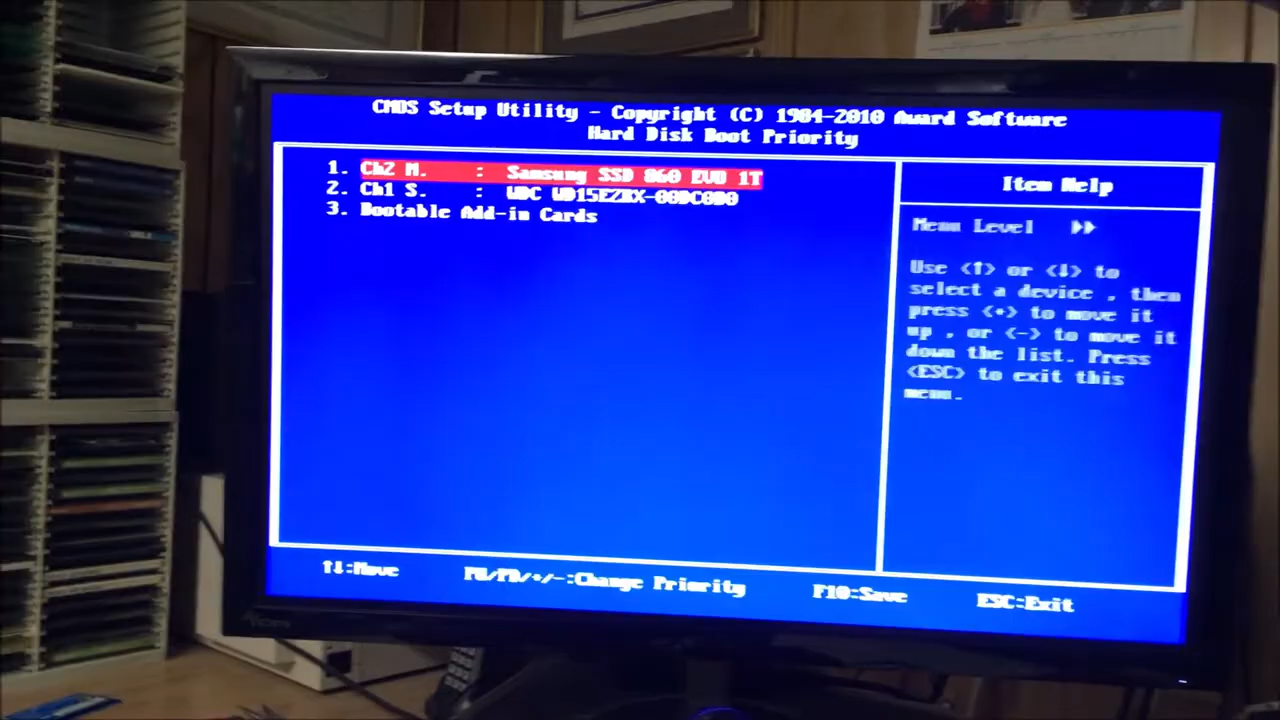 CMOS Setup Utility - Copyright (C) 1984-2010 Award Software
Hard Disk Boot Priority
1. Ch2 M. : Samsung SSD 860 EVO 1T
2. Ch1 S. : WDC WD15EZRX-00DC0B0
3. Bootable Add-in Cards
Item Help
Menu Level ▶▶
Use <↑> or <↓> to
select a device , then
press <+> to move it
up , or <-> to move it
down the list. Press
<ESC> to exit this
menu.
↑↓:Move
PU/PD/+/-:Change Priority
F10:Save
ESC:Exit